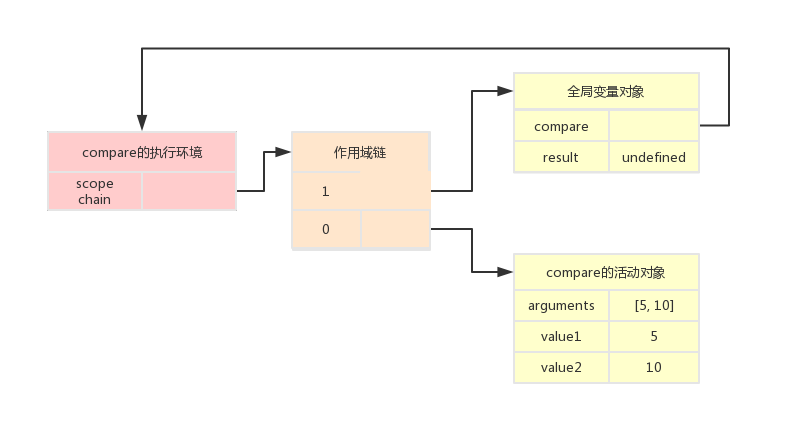 compare的执行环境
scope
chain
作用域链
1
0
全局变量对象
compare
result undefined
compare的活动对象
arguments [5, 10]
value1 5
value2 10